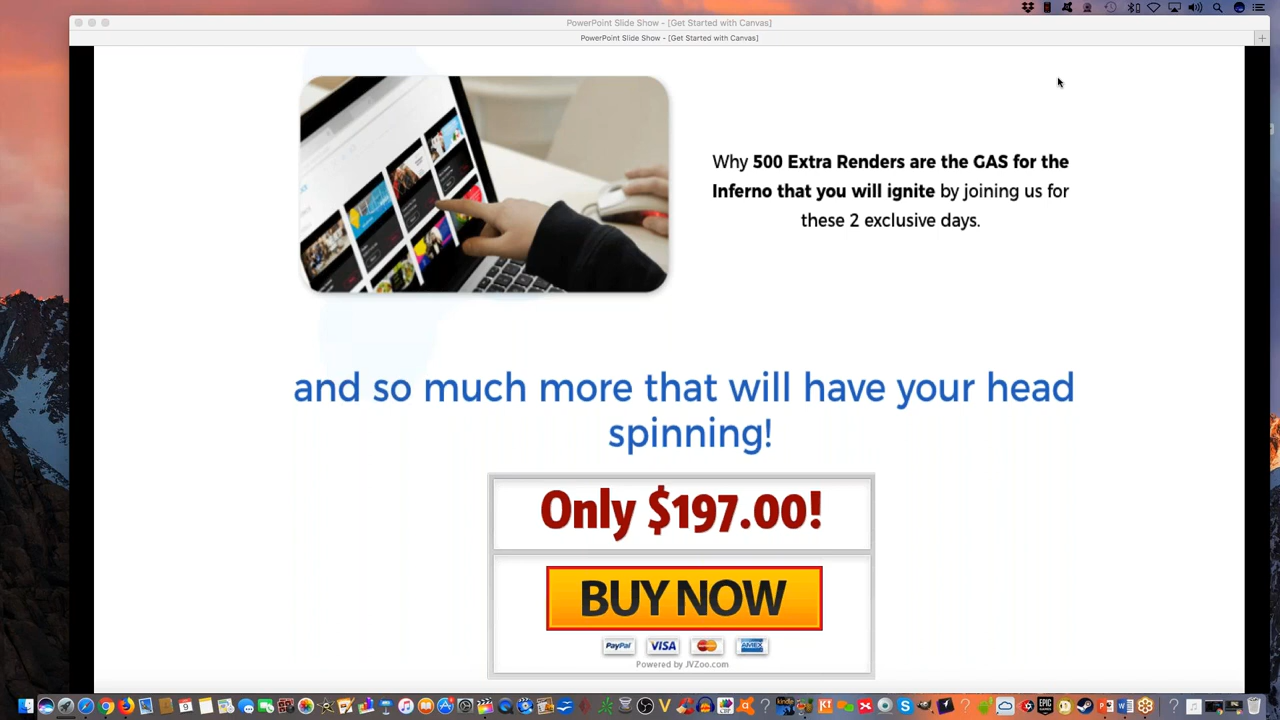 PowerPoint Slide Show - [Get Started with Canvas]
PowerPoint Slide Show - [Get Started with Canvas]
Why 500 Extra Renders are the GAS for the
Inferno that you will ignite by joining us for
these 2 exclusive days.
and so much more that will have your head
spinning!
Only $197.00!
BUY NOW
PayPal VISA MasterCard AMEX
Powered by JVZoo.com